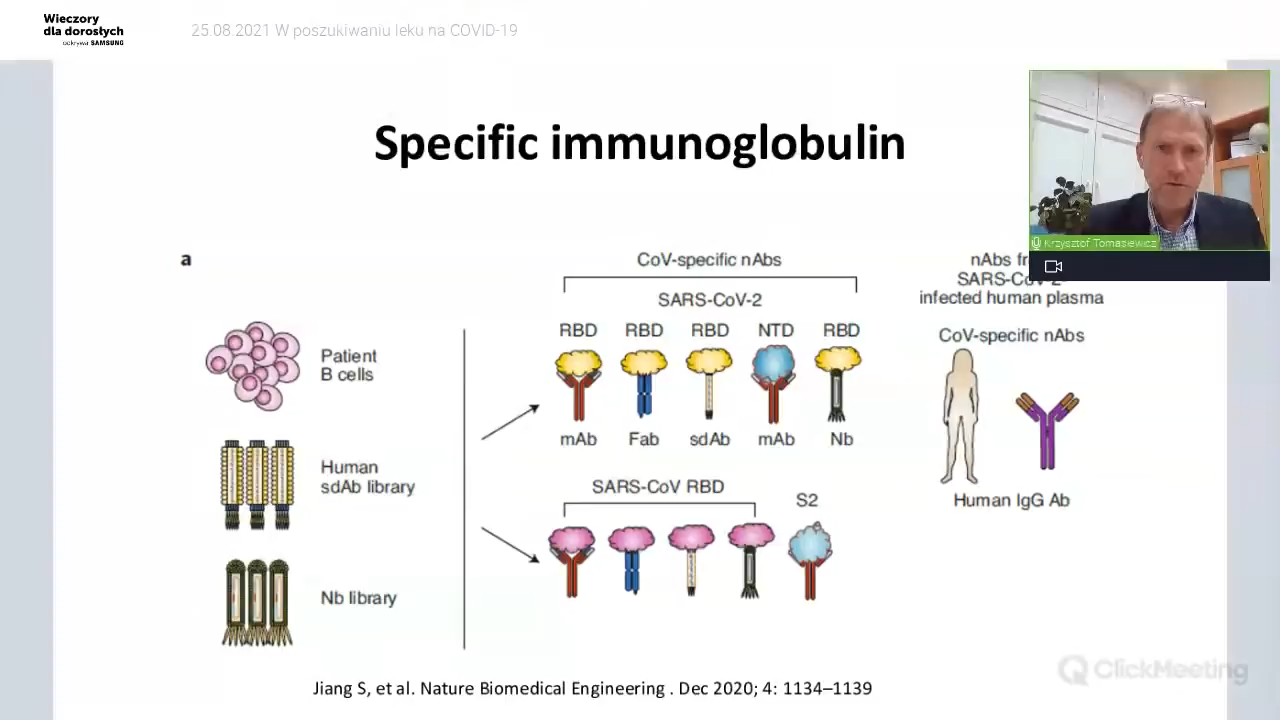 Wieczory
dla dorosłych
odkrywa SAMSUNG
25.08.2021 W poszukiwaniu leku na COVID-19
Specific immunoglobulin
Krzysztof Tomasiewicz
a
Patient
B cells
Human
sdAb library
Nb library
CoV-specific nAbs
SARS-CoV-2
RBD RBD RBD NTD RBD
mAb Fab sdAb mAb Nb
SARS-CoV RBD
S2
nAbs
SARS-CoV-2
infected human plasma
CoV-specific nAbs
Human IgG Ab
Jiang S, et al. Nature Biomedical Engineering . Dec 2020; 4: 1134–1139
ClickMeeting